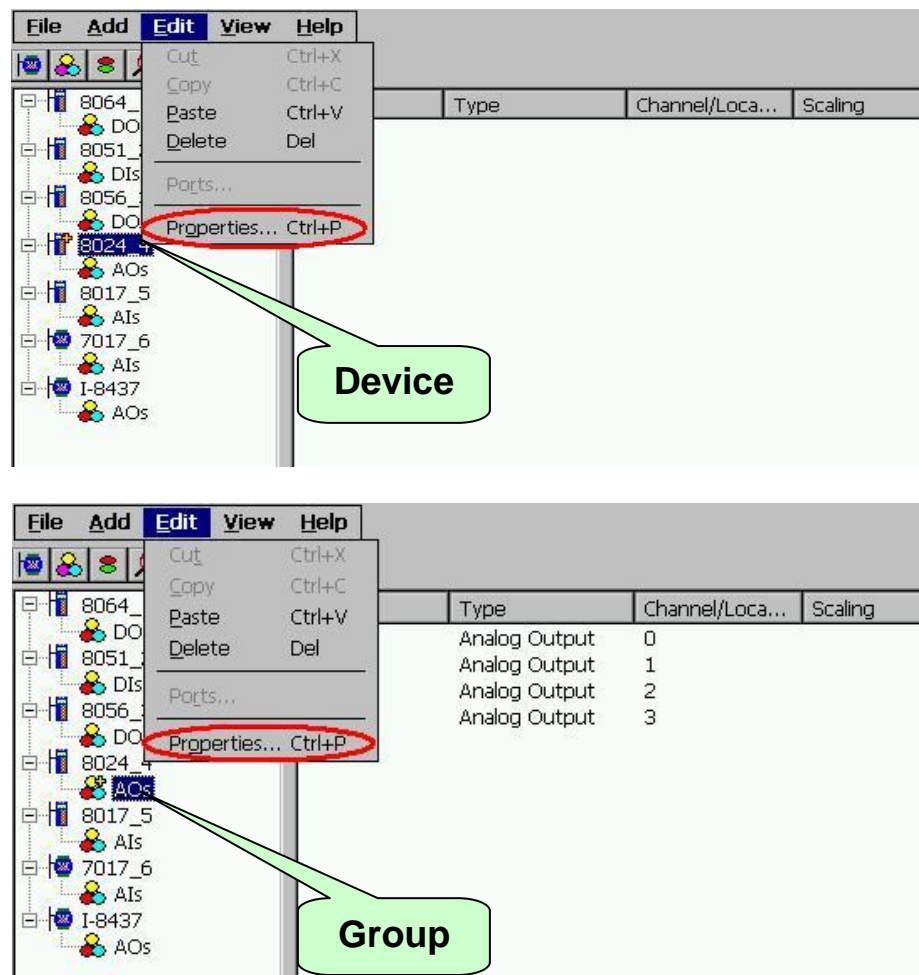 File Add Edit View Help
Cut Ctrl+X
Copy Ctrl+C
Paste Ctrl+V
Delete Del
Ports...
Properties... Ctrl+P
Type Channel/Loca... Scaling
8064_
DO
8051_
DIs
8056_
DO
8024_4
AOs
8017_5
AIs
7017_6
AIs
I-8437
AOs
Device
File Add Edit View Help
Cut Ctrl+X
Copy Ctrl+C
Paste Ctrl+V
Delete Del
Ports...
Properties... Ctrl+P
Type Channel/Loca... Scaling
Analog Output 0
Analog Output 1
Analog Output 2
Analog Output 3
8064_
DO
8051_
DIs
8056_
DO
8024_4
AOs
8017_5
AIs
7017_6
AIs
I-8437
AOs
Group